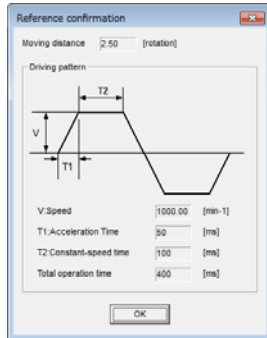 Reference confirmation
Moving distance 2.50 [rotation]
Driving pattern
T2
V
T1
V:Speed 1000.00 [min-1]
T1:Acceleration Time 50 [ms]
T2:Constant-speed time 100 [ms]
Total operation time 400 [ms]
OK